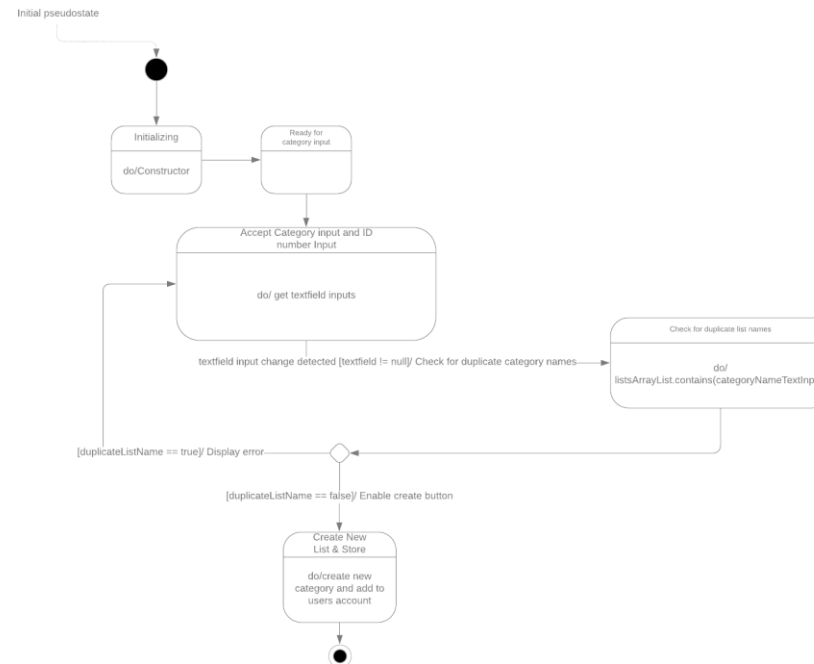 Initial pseudostate
Initializing
do/Constructor
Ready for
category input
Accept Category input and ID
number Input
do/ get textfield inputs
textfield input change detected [textfield != null]/ Check for duplicate category names
Check for duplicate list names
do/
listsArrayList.contains(categoryNameTextInp
[duplicateListName == true]/ Display error
[duplicateListName == false]/ Enable create button
Create New
List & Store
do/create new
category and add to
users account